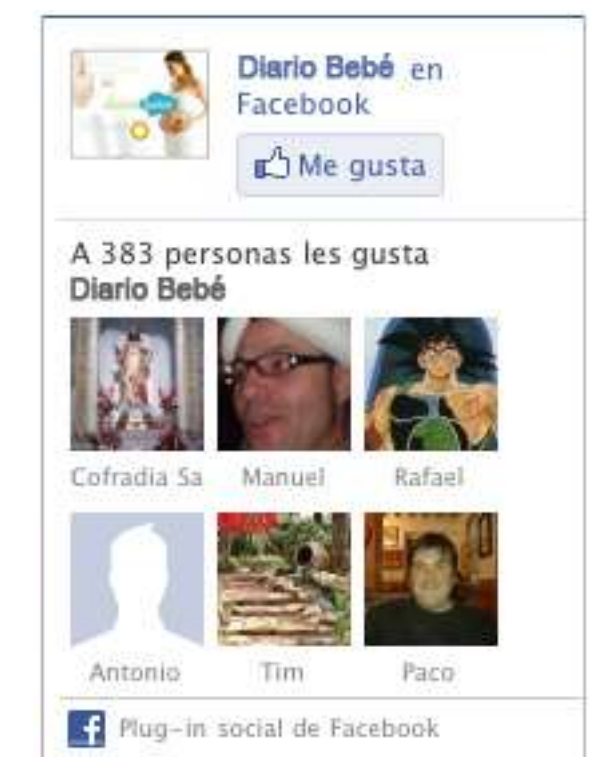 Diario Bebé en
Facebook
Me gusta
A 383 personas les gusta
Diario Bebé
Cofradia Sa Manuel Rafael
Antonio Tim Paco
f Plug-in social de Facebook